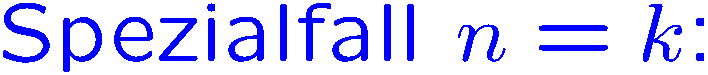 Spezialfall n = k: